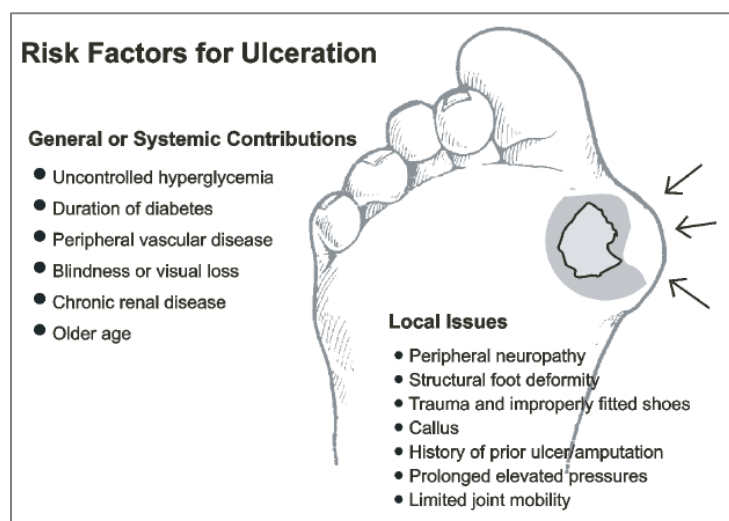 Risk Factors for Ulceration
General or Systemic Contributions
● Uncontrolled hyperglycemia
● Duration of diabetes
● Peripheral vascular disease
● Blindness or visual loss
● Chronic renal disease
● Older age
Local Issues
● Peripheral neuropathy
● Structural foot deformity
● Trauma and improperly fitted shoes
● Callus
● History of prior ulcer/amputation
● Prolonged elevated pressures
● Limited joint mobility